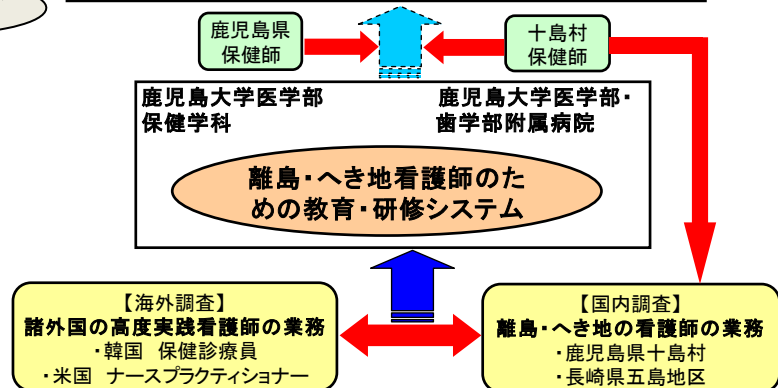 鹿児島県
保健師
十島村
保健師
鹿児島大学医学部
保健学科
鹿児島大学医学部・
歯学部附属病院
離島・へき地看護師のた
めの教育・研修システム
【海外調査】
諸外国の高度実践看護師の業務
・韓国　保健診療員
・米国　ナースプラクティショナー
【国内調査】
離島・へき地の看護師の業務
・鹿児島県十島村
・長崎県五島地区